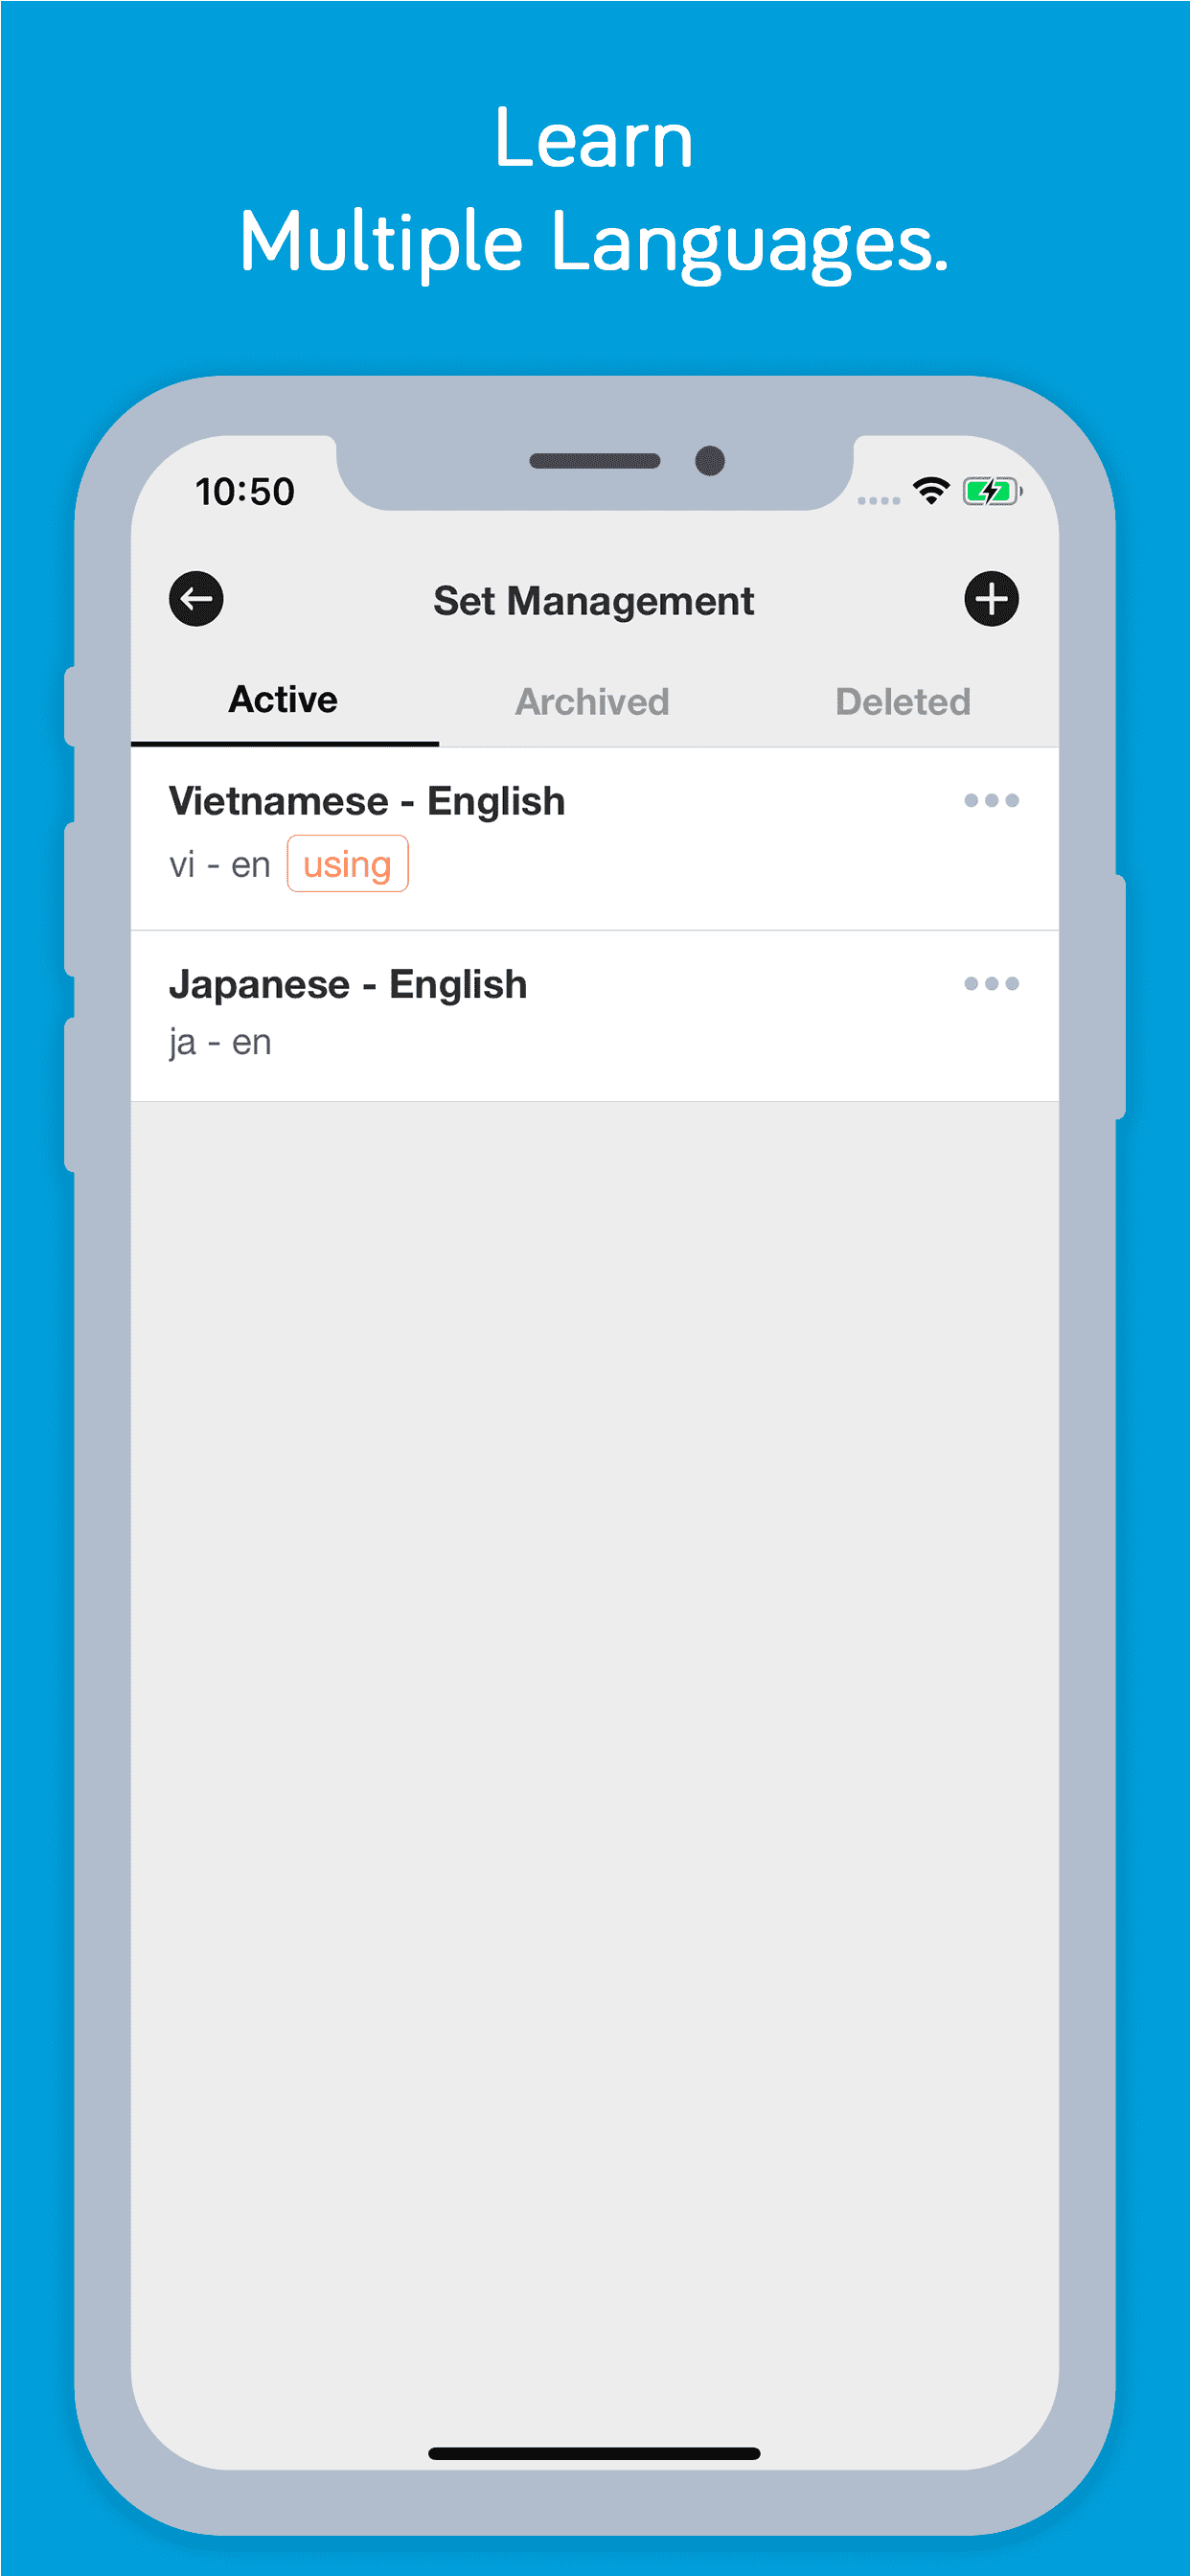 Learn
Multiple Languages.
10:50
Set Management
Active Archived Deleted
Vietnamese - English
vi - en using
Japanese - English
ja - en